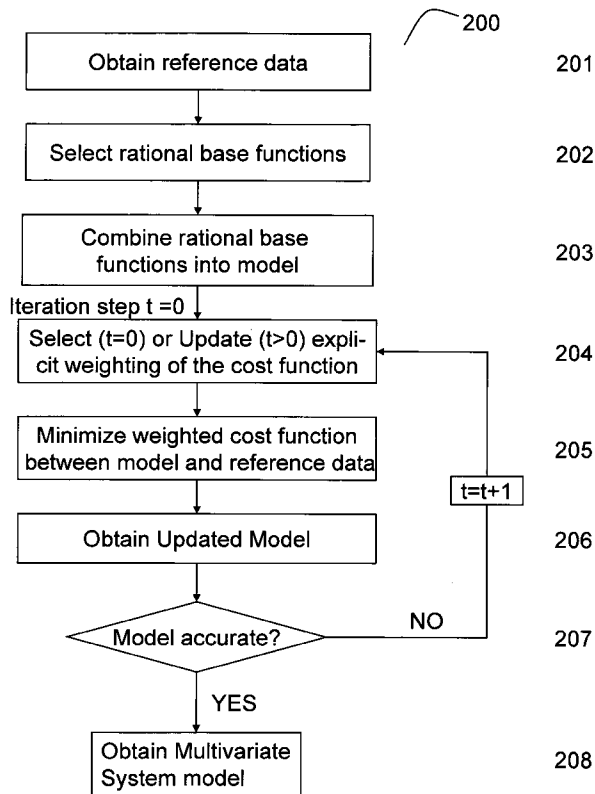 200
Obtain reference data
201
Select rational base functions
202
Combine rational base
functions into model
203
Iteration step t =0
Select (t=0) or Update (t>0) expli-
cit weighting of the cost function
204
Minimize weighted cost function
between model and reference data
205
t=t+1
Obtain Updated Model
206
Model accurate?
NO
207
YES
Obtain Multivariate
System model
208